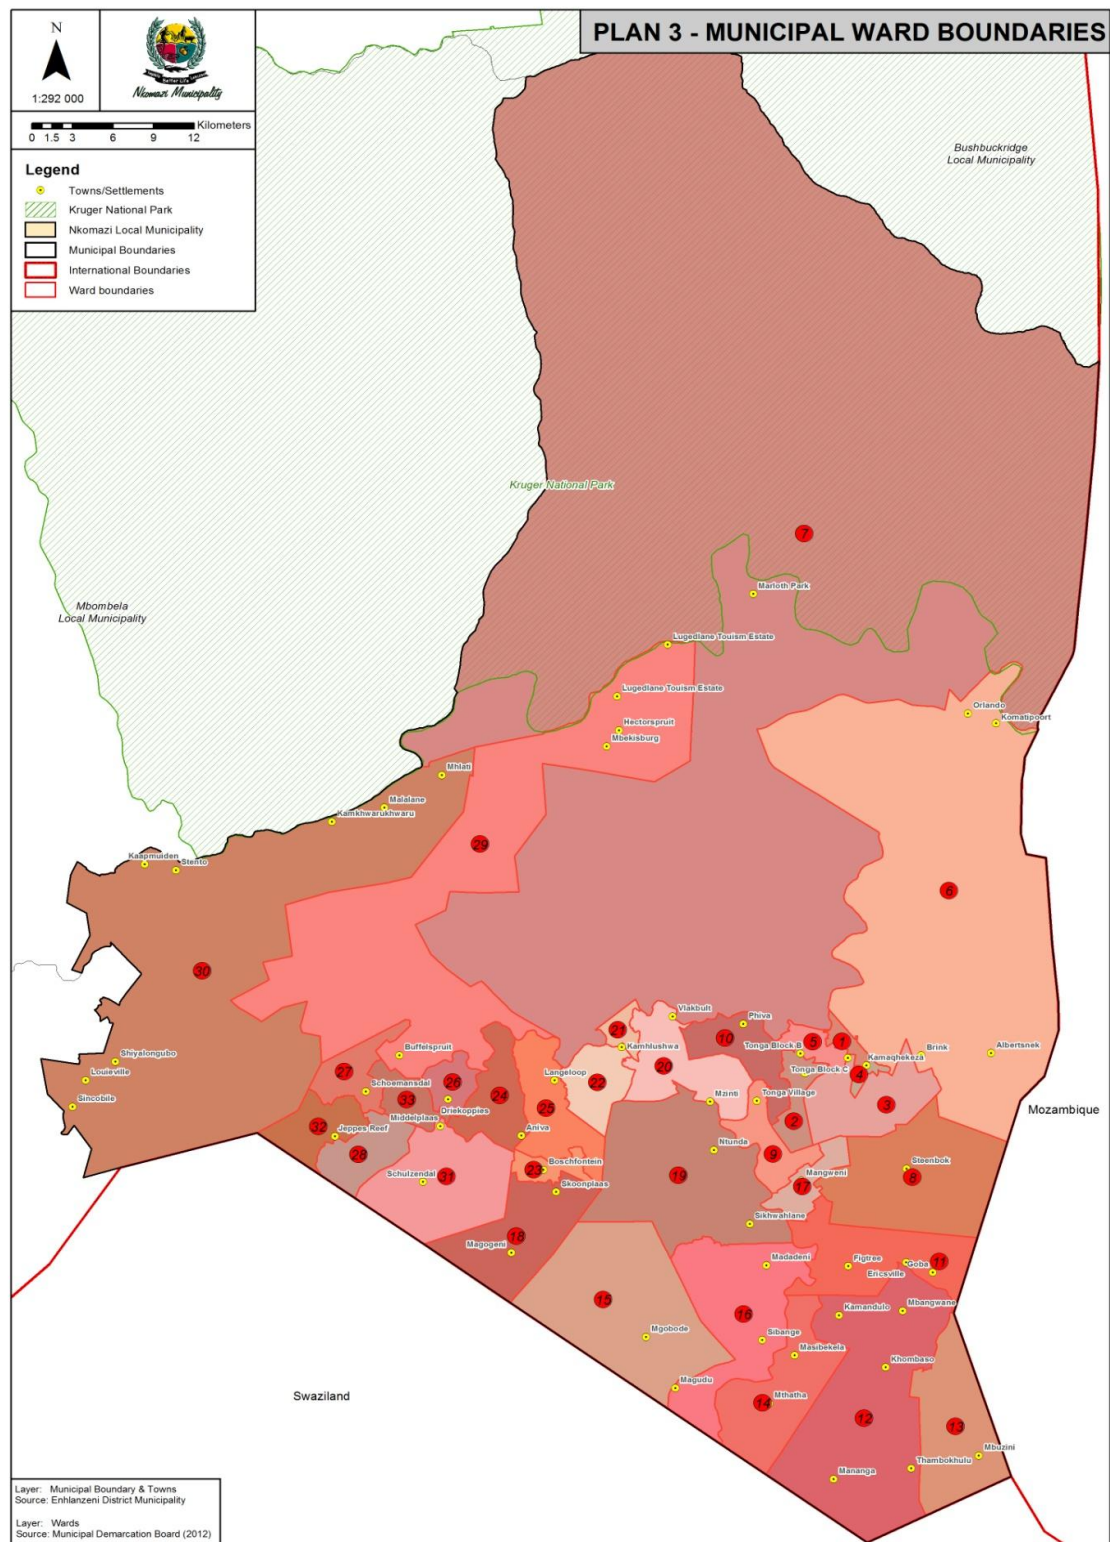 PLAN 3 - MUNICIPAL WARD BOUNDARIES
N
1:292 000
Better Life
Nkomazi Municipality
Kilometers
0 1.5 3 6 9 12
Legend
Towns/Settlements
Kruger National Park
Nkomazi Local Municipality
Municipal Boundaries
International Boundaries
Ward boundaries
Bushbuckridge
Local Municipality
Kruger National Park
7
Marloth Park
Mbombela
Local Municipality
Lugedlane Touism Estate
Lugedlane Touism Estate
Orlando
Komatipoort
Hectorspruit
Mbekisburg
Mhlati
Malalane
Kamkhwarukhwaru
29
Kaapmuiden
Stento
6
30
Vlakbult
Phiva
21
10
5
1
Tonga Block B
Kamhlushwa
Kamaqhekeza
Brink
Albertsnek
Buffelspruit
Shiyalongubo
20
Tonga Block C
4
Louieville
27
Schoemansdal
26
Langeloop
22
Sincobile
33
Driekoppies
24
25
Mzinti
Tonga Village
3
Mozambique
32
Middelplaas
2
Jeppes Reef
Aniva
28
Ntunda
9
Steenbok
Schulzendal
31
23
Boschfontein
19
Mangweni
8
Skoonplaas
17
Sikhwahlane
18
Magogeni
Madadeni
Figtree
Goba
11
Ericsville
15
Kamandulo
Mbangwane
16
Mgobode
Sibange
Masibekela
Khombaso
Swaziland
Magudu
14
Mthatha
12
13
Mbuzini
Mananga
Thambokhulu
Layer: Municipal Boundary & Towns
Source: Enhlanzeni District Municipality
Layer: Wards
Source: Municipal Demarcation Board (2012)